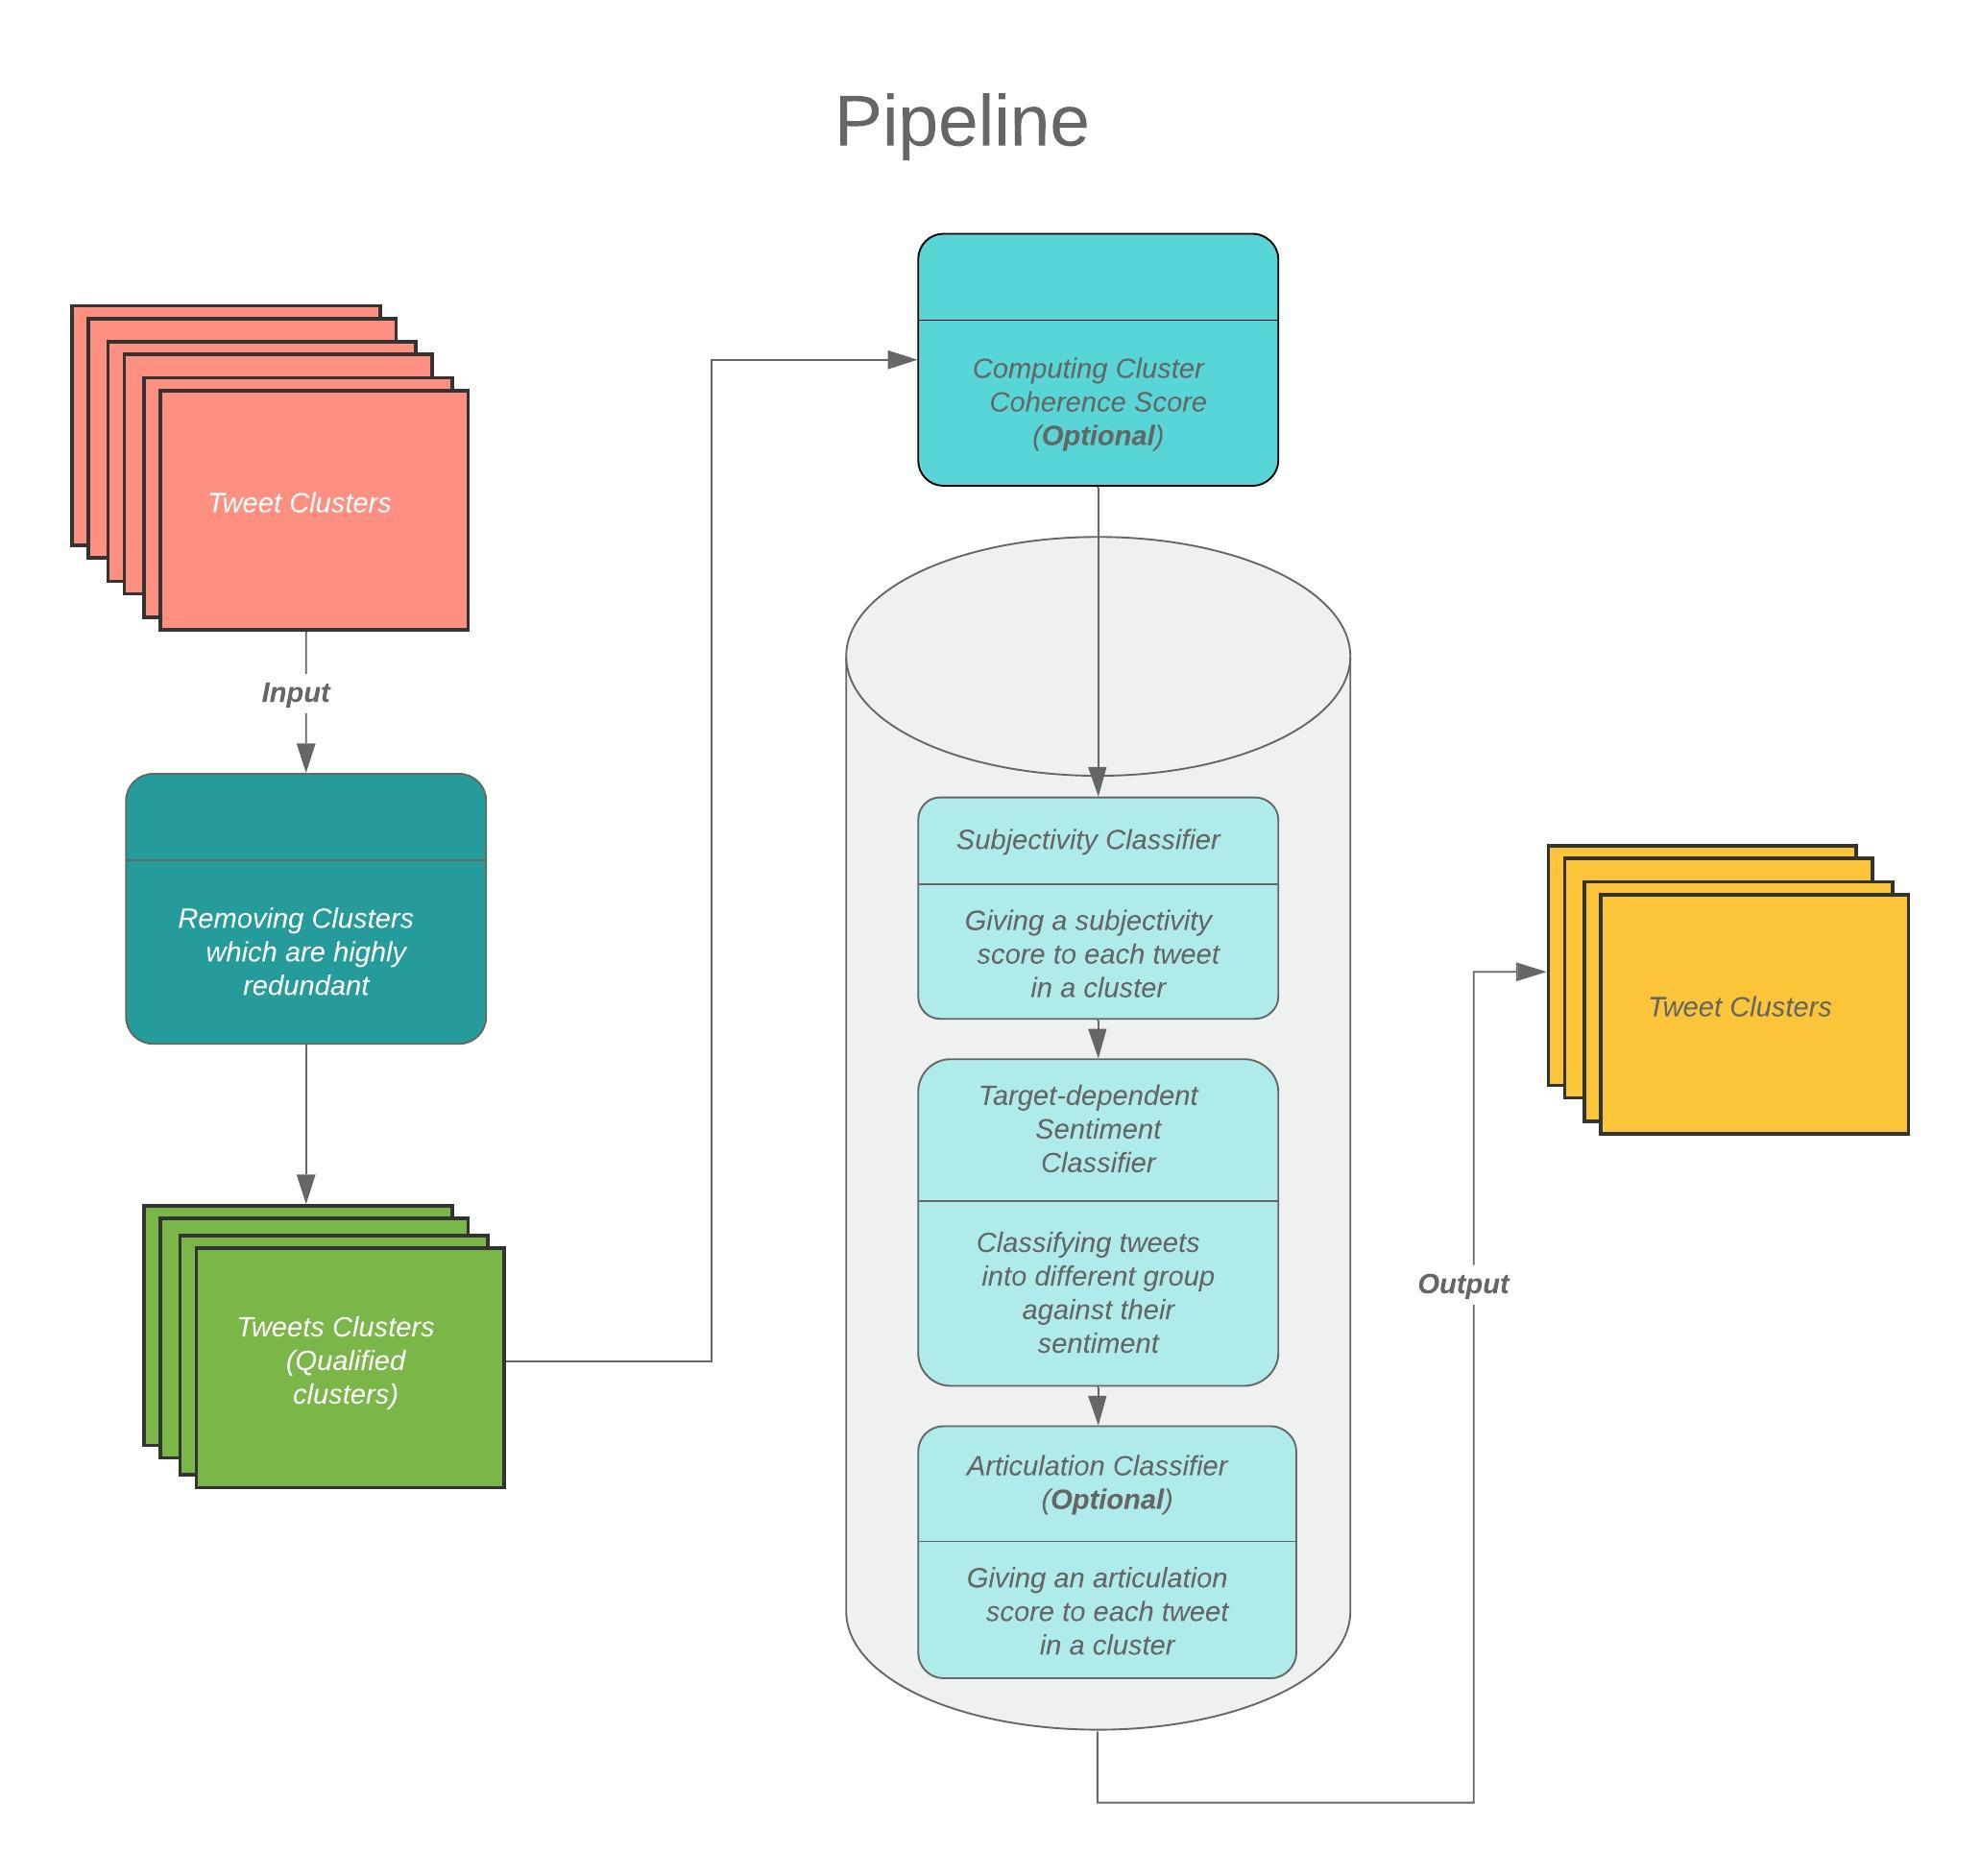 Pipeline
Tweet Clusters
Input
Removing Clusters
which are highly
redundant
Tweets Clusters
(Qualified
clusters)
Computing Cluster
Coherence Score
(Optional)
Subjectivity Classifier
Giving a subjectivity
score to each tweet
in a cluster
Target-dependent
Sentiment
Classifier
Classifying tweets
into different group
against their
sentiment
Articulation Classifier
(Optional)
Giving an articulation
score to each tweet
in a cluster
Output
Tweet Clusters